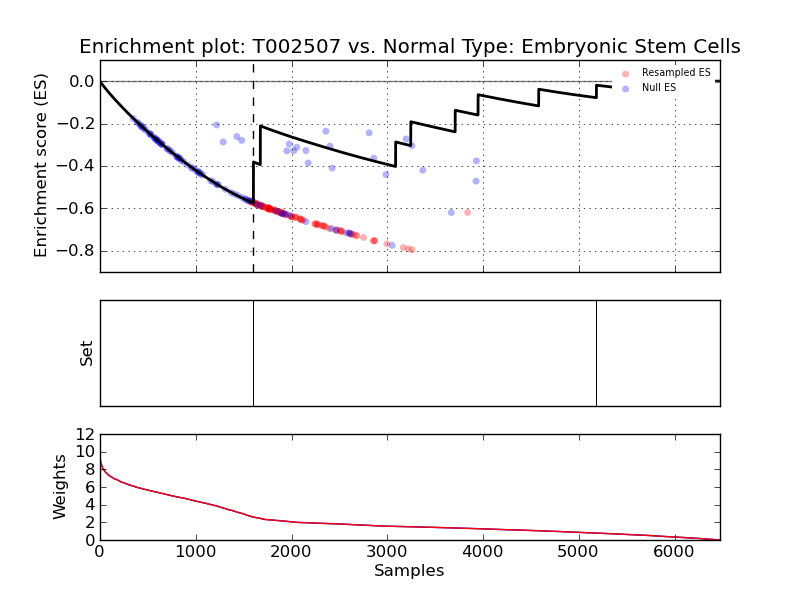 Enrichment plot: T002507 vs. Normal Type: Embryonic Stem Cells
Enrichment score (ES)
0.0
−0.2
−0.4
−0.6
−0.8
Resampled ES
Null ES
Set
Weights
12
10
8
6
4
2
0
0 1000 2000 3000 4000 5000 6000
Samples